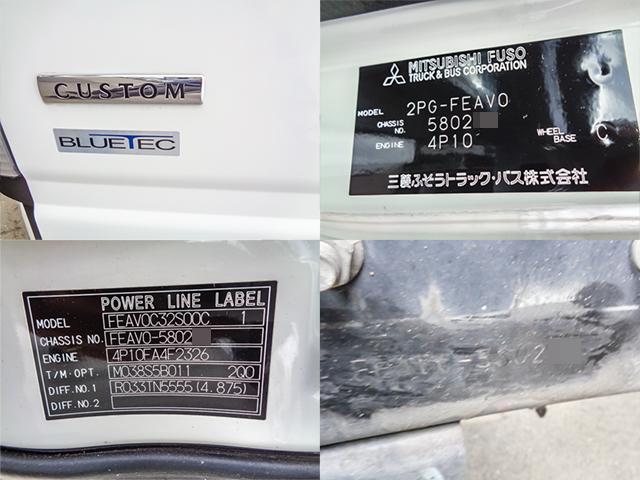 CUSTOM
BLUETEC
MITSUBISHI FUSO
TRUCK & BUS CORPORATION
MODEL 2PG-FEAV0
CHASSIS NO. 5802
ENGINE 4P10
WHEEL BASE C
三菱ふそうトラック・バス株式会社
POWER LINE LABEL
MODEL FEAV0C32S00C 1
CHASSIS NO. FEAV0-5802
ENGINE 4P10FA4F2326
T/M·OPT. M038S5B011 200
DIFF.NO.1 R033TN5555(4.875)
DIFF.NO.2
5802